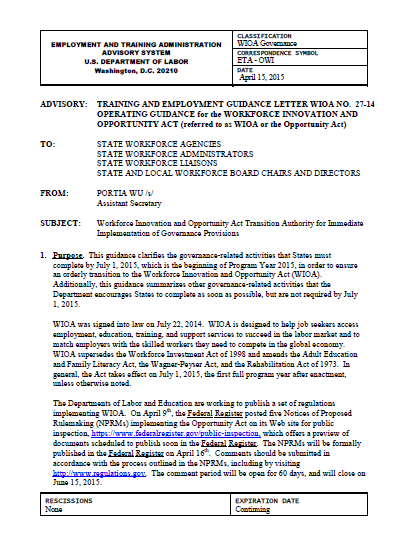 EMPLOYMENT AND TRAINING ADMINISTRATION
ADVISORY SYSTEM
U.S. DEPARTMENT OF LABOR
Washington, D.C. 20210
CLASSIFICATION
WIOA Governance
CORRESPONDENCE SYMBOL
ETA - OWI
DATE
April 15, 2015
ADVISORY: TRAINING AND EMPLOYMENT GUIDANCE LETTER WIOA NO. 27-14
OPERATING GUIDANCE for the WORKFORCE INNOVATION AND
OPPORTUNITY ACT (referred to as WIOA or the Opportunity Act)
TO: STATE WORKFORCE AGENCIES
STATE WORKFORCE ADMINISTRATORS
STATE WORKFORCE LIAISONS
STATE AND LOCAL WORKFORCE BOARD CHAIRS AND DIRECTORS
FROM: PORTIA WU /s/
Assistant Secretary
SUBJECT: Workforce Innovation and Opportunity Act Transition Authority for Immediate
Implementation of Governance Provisions
1. Purpose. This guidance clarifies the governance-related activities that States must
complete by July 1, 2015, which is the beginning of Program Year 2015, in order to ensure
an orderly transition to the Workforce Innovation and Opportunity Act (WIOA).
Additionally, this guidance summarizes other governance-related activities that the
Department encourages States to complete as soon as possible, but are not required by July
1, 2015.
WIOA was signed into law on July 22, 2014. WIOA is designed to help job seekers access
employment, education, training, and support services to succeed in the labor market and to
match employers with the skilled workers they need to compete in the global economy.
WIOA supersedes the Workforce Investment Act of 1998 and amends the Adult Education
and Family Literacy Act, the Wagner-Peyser Act, and the Rehabilitation Act of 1973. In
general, the Act takes effect on July 1, 2015, the first full program year after enactment,
unless otherwise noted.
The Departments of Labor and Education are working to publish a set of regulations
implementing WIOA. On April 9th, the Federal Register posted five Notices of Proposed
Rulemaking (NPRMs) implementing the Opportunity Act on its Web site for public
inspection, https://www.federalregister.gov/public-inspection, which offers a preview of
documents scheduled to publish soon in the Federal Register. The NPRMs will be formally
published in the Federal Register on April 16th. Comments should be submitted in
accordance with the process outlined in the NPRMs, including by visiting
http://www.regulations.gov. The comment period will be open for 60 days, and will close on
June 15, 2015.
RESCISSIONS
None
EXPIRATION DATE
Continuing